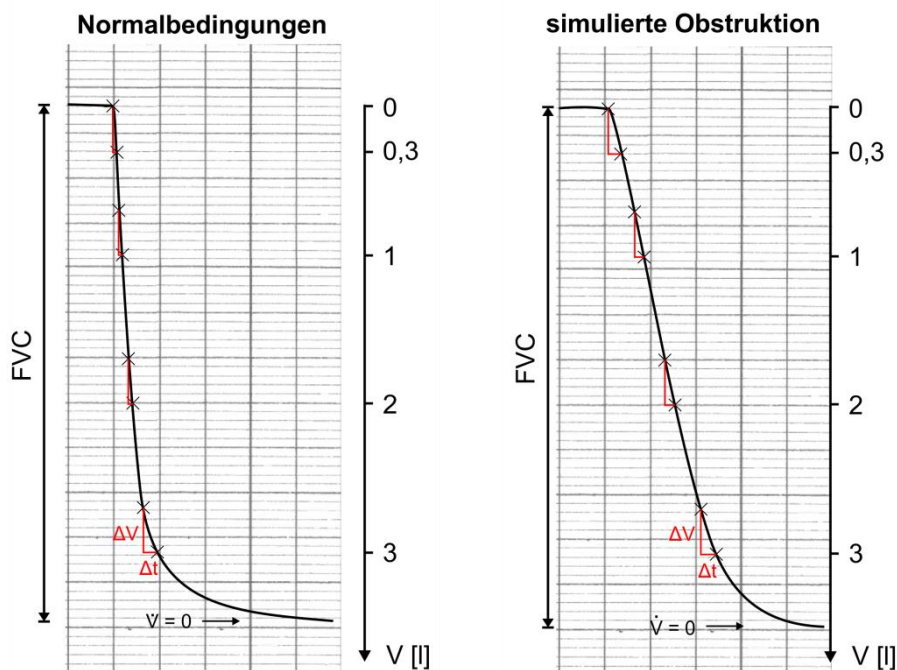 Normalbedingungen
FVC
0
0,3
1
2
3
ΔV
Δt
V̇ = 0
V [l]
simulierte Obstruktion
FVC
0
0,3
1
2
3
ΔV
Δt
V̇ = 0
V [l]